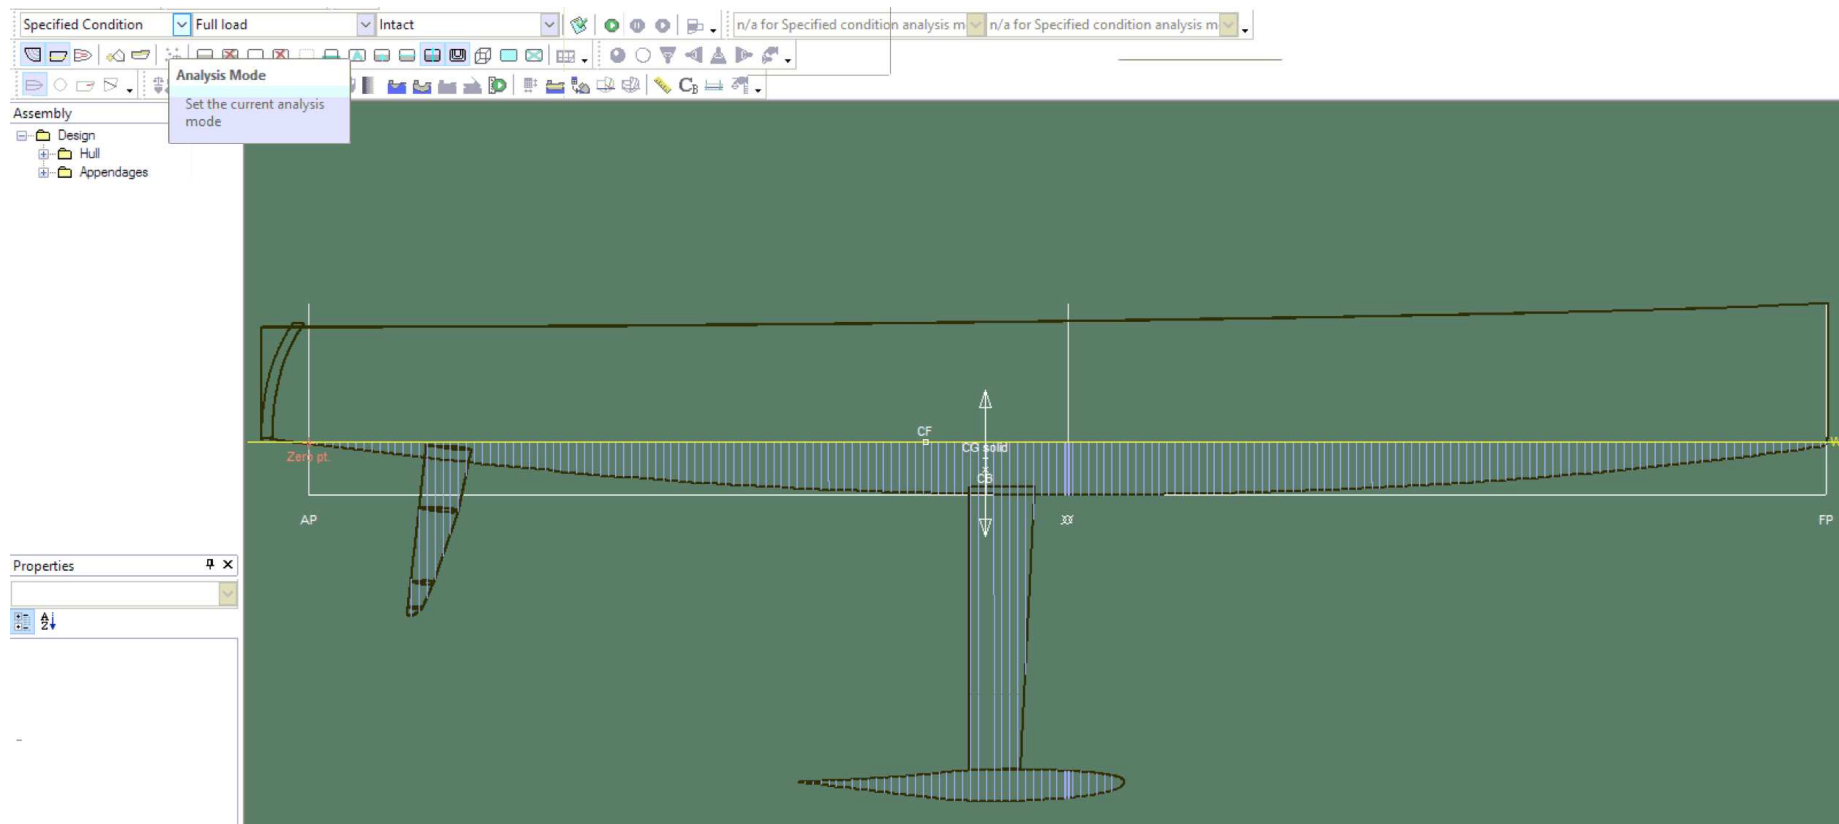 Specified Condition Full load Intact n/a for Specified condition analysis m n/a for Specified condition analysis m
Analysis Mode
Set the current analysis
mode
C_B
Assembly
Design
Hull
Appendages
CF
CG solid
Zero pt.
CB
W
AP
FP
Properties
A
Z